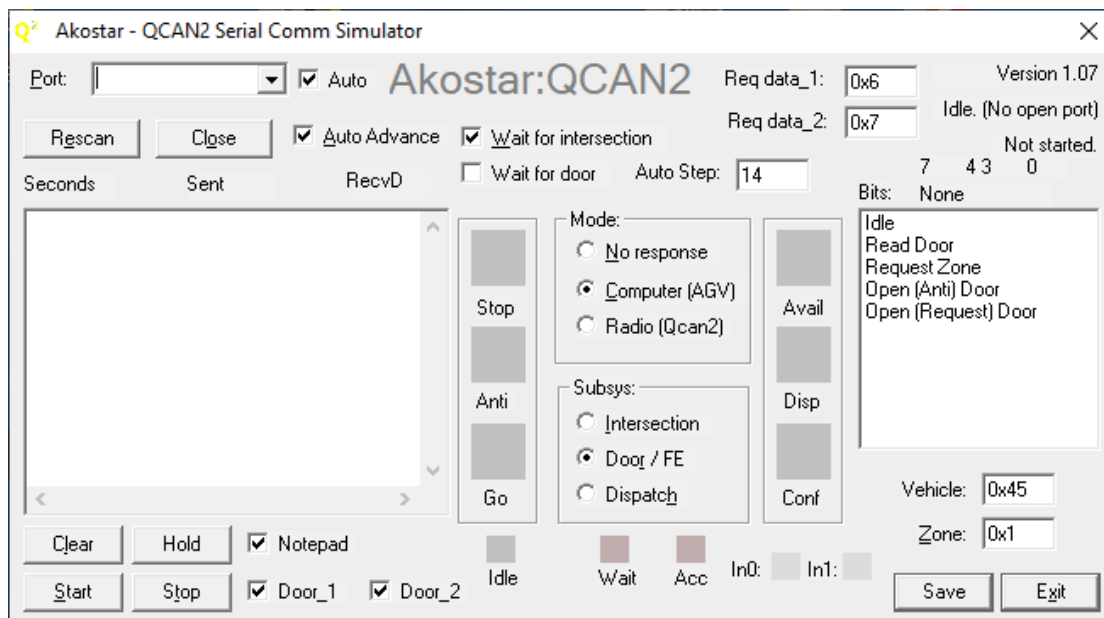 Q² Akostar - QCAN2 Serial Comm Simulator
Port: Auto Akostar:QCAN2 Req data_1: 0x6 Version 1.07
Req data_2: 0x7 Idle. (No open port)
Rescan Close Auto Advance Wait for intersection Not started.
Seconds Sent RecvD Wait for door Auto Step: 14 7 4 3 0
Bits: None
Idle
Read Door
Request Zone
Open (Anti) Door
Open (Request) Door
Stop
Anti
Go
Mode:
No response
Computer (AGV)
Radio (Qcan2)
Subsys:
Intersection
Door / FE
Dispatch
Avail
Disp
Conf
Vehicle: 0x45
Zone: 0x1
Clear Hold Notepad
Idle Wait Acc In0: In1:
Start Stop Door_1 Door_2 Save Exit